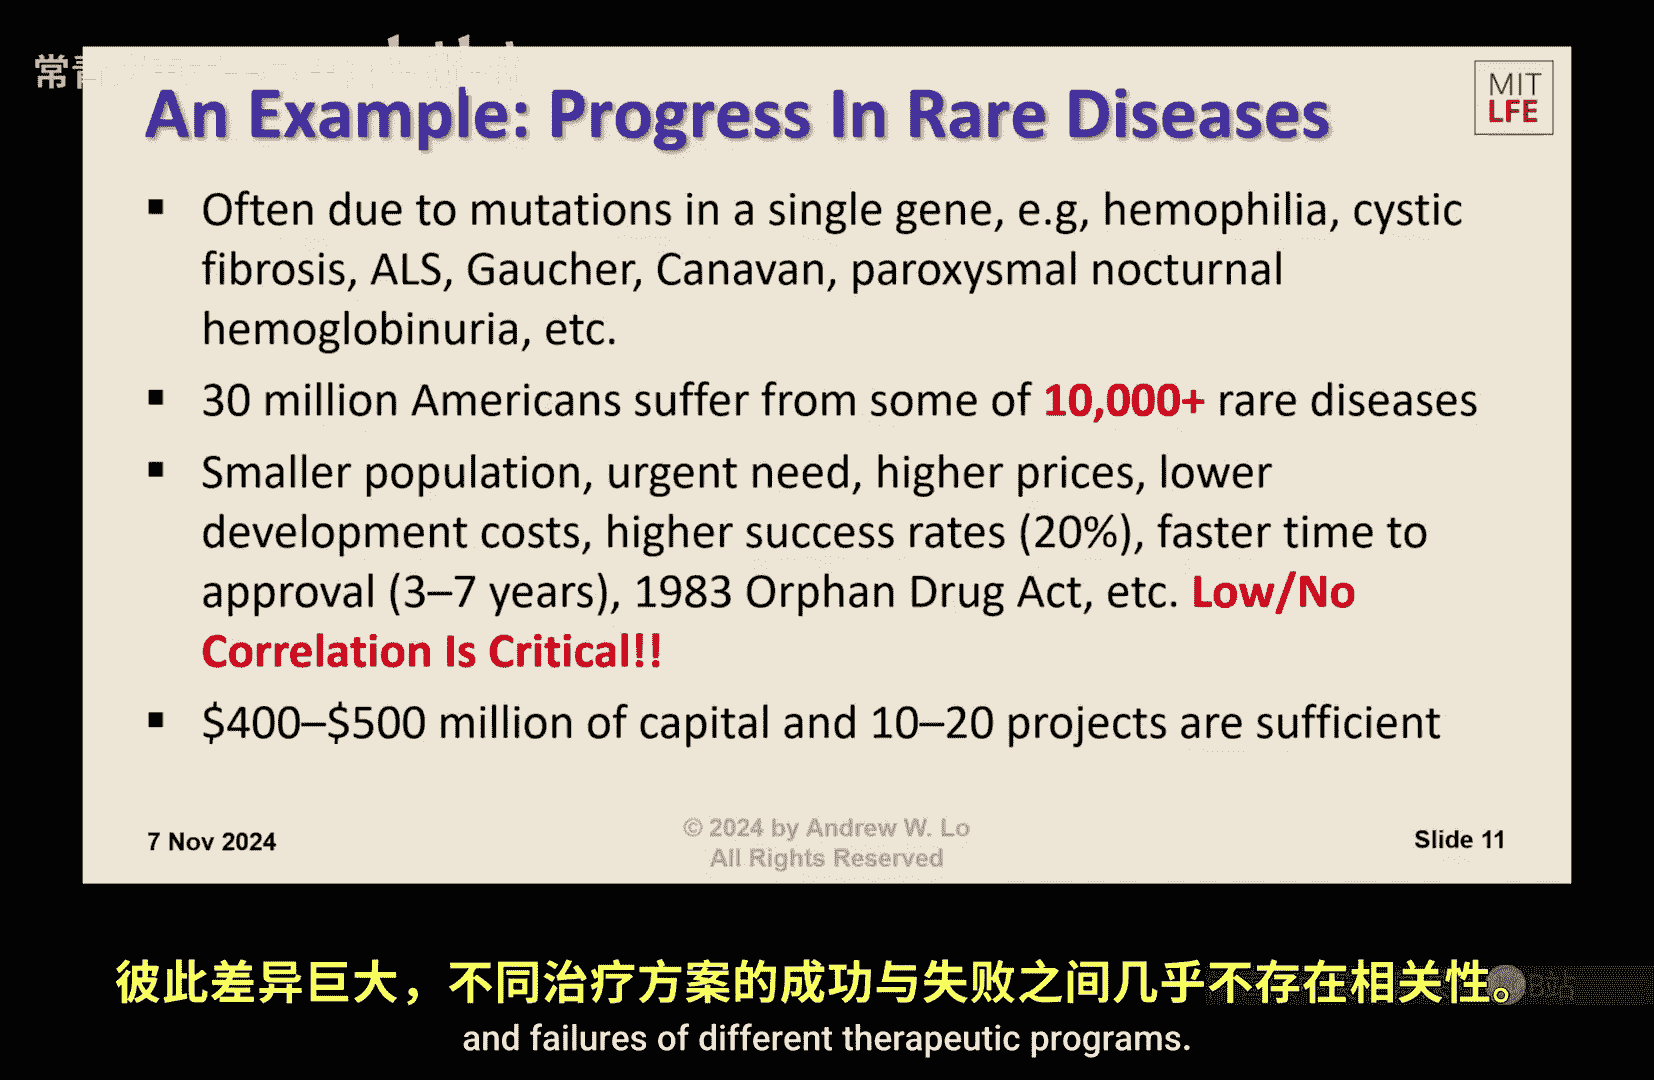 常
An Example: Progress In Rare Diseases
MIT
LFE
▪ Often due to mutations in a single gene, e.g, hemophilia, cystic
fibrosis, ALS, Gaucher, Canavan, paroxysmal nocturnal
hemoglobinuria, etc.
▪ 30 million Americans suffer from some of 10,000+ rare diseases
▪ Smaller population, urgent need, higher prices, lower
development costs, higher success rates (20%), faster time to
approval (3–7 years), 1983 Orphan Drug Act, etc. Low/No
Correlation Is Critical!!
▪ $400–$500 million of capital and 10–20 projects are sufficient
7 Nov 2024
© 2024 by Andrew W. Lo
All Rights Reserved
Slide 11
彼此差异巨大，不同治疗方案的成功与失败之间几乎不存在相关性。
and failures of different therapeutic programs.